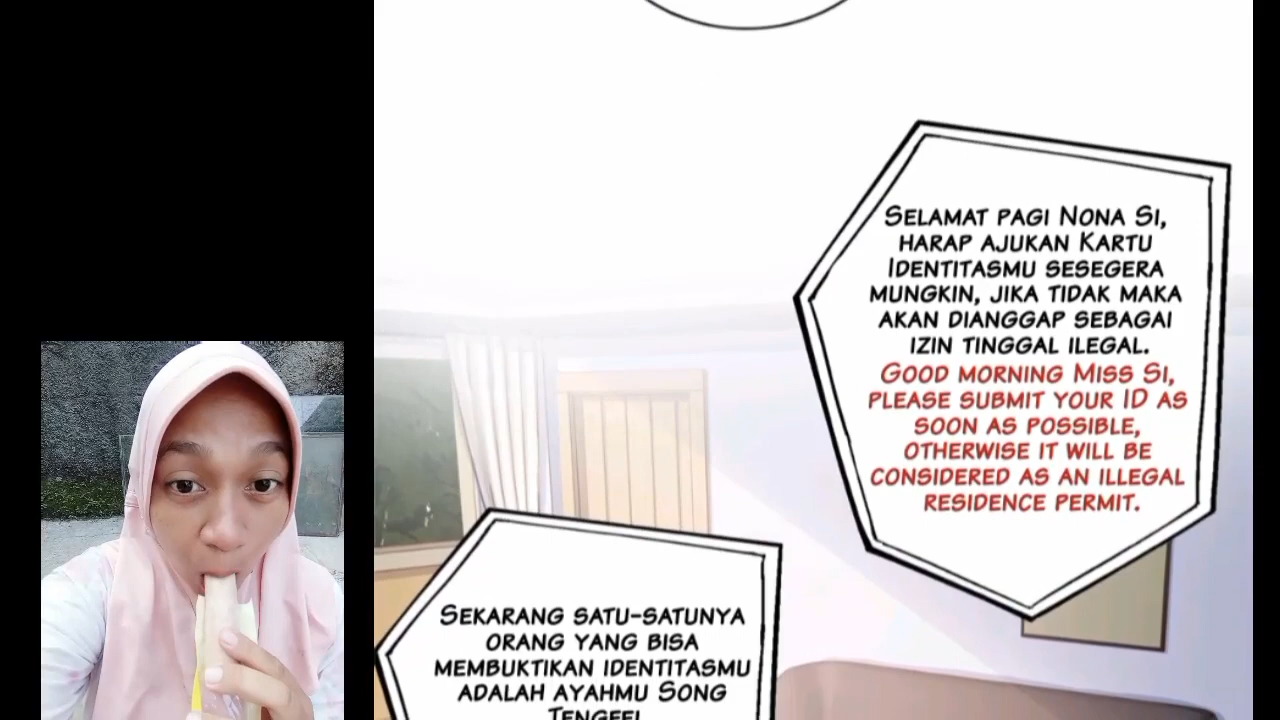 SELAMAT PAGI NONA SI,
HARAP AJUKAN KARTU
IDENTITASMU SESEGERA
MUNGKIN, JIKA TIDAK MAKA
AKAN DIANGGAP SEBAGAI
IZIN TINGGAL ILEGAL.
GOOD MORNING MISS SI,
PLEASE SUBMIT YOUR ID AS
SOON AS POSSIBLE,
OTHERWISE IT WILL BE
CONSIDERED AS AN ILLEGAL
RESIDENCE PERMIT.
SEKARANG SATU-SATUNYA
ORANG YANG BISA
MEMBUKTIKAN IDENTITASMU
ADALAH AYAHMU SONG